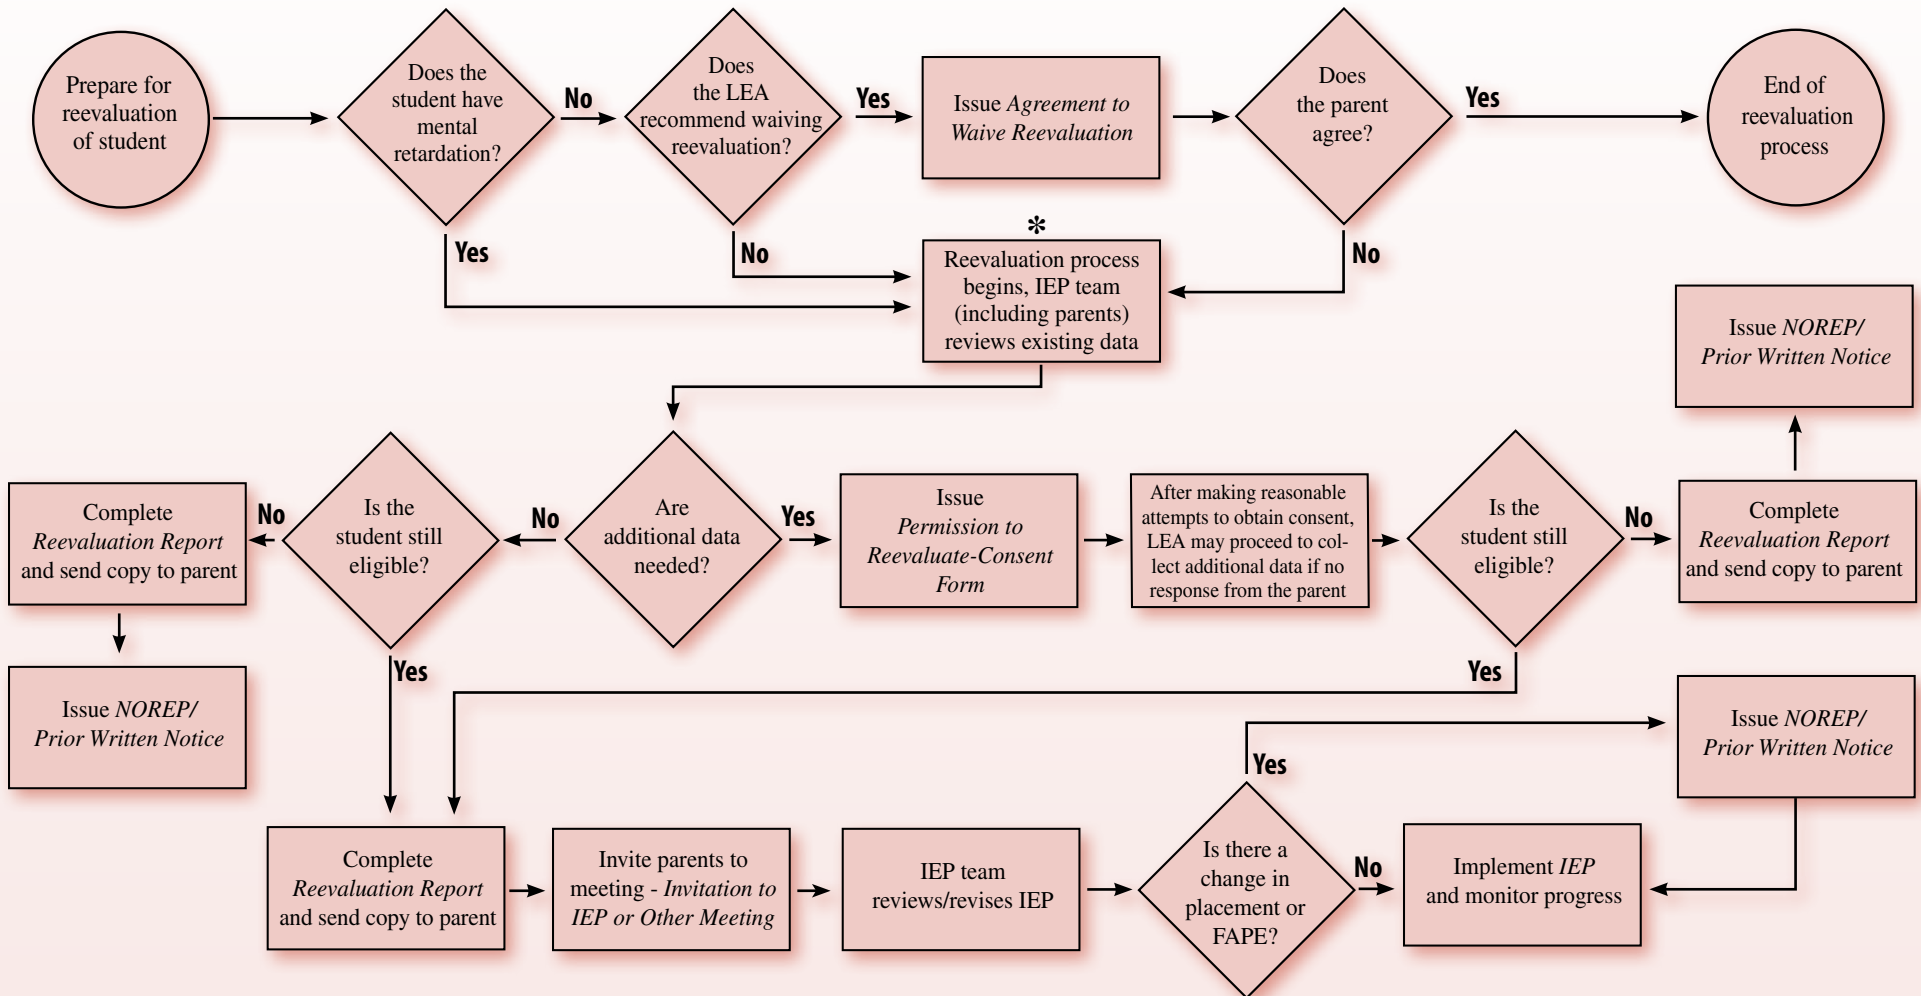 Prepare for
reevaluation
of student
Does the
student have
mental
retardation?
No
Yes
Does
the LEA
recommend waiving
reevaluation?
Yes
No
Issue Agreement to
Waive Reevaluation
Does
the parent
agree?
Yes
No
End of
reevaluation
process
*
Reevaluation process
begins, IEP team
(including parents)
reviews existing data
Issue NOREP/
Prior Written Notice
Complete
Reevaluation Report
and send copy to parent
No
Is the
student still
eligible?
No
Are
additional data
needed?
Yes
Issue
Permission to
Reevaluate-Consent
Form
After making reasonable
attempts to obtain consent,
LEA may proceed to col-
lect additional data if no
response from the parent
Is the
student still
eligible?
No
Complete
Reevaluation Report
and send copy to parent
Yes
Yes
Issue NOREP/
Prior Written Notice
Issue NOREP/
Prior Written Notice
Yes
Complete
Reevaluation Report
and send copy to parent
Invite parents to
meeting - Invitation to
IEP or Other Meeting
IEP team
reviews/revises IEP
Is there a
change in
placement or
FAPE?
No
Implement IEP
and monitor progress